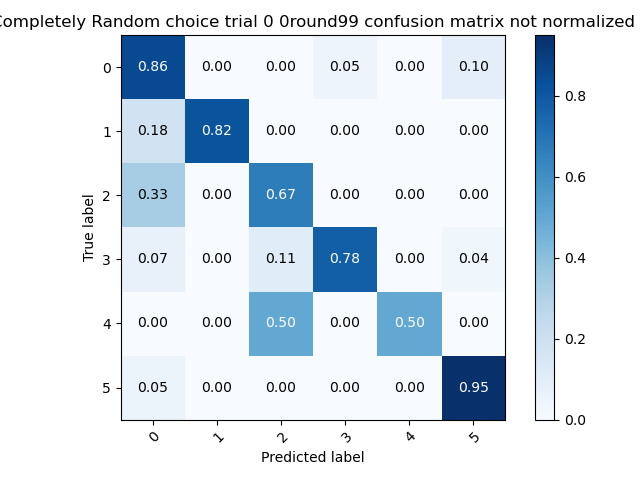 Completely Random choice trial 0 0round99 confusion matrix not normalized
0 0.86 0.00 0.00 0.05 0.00 0.10
1 0.18 0.82 0.00 0.00 0.00 0.00
2 0.33 0.00 0.67 0.00 0.00 0.00
3 0.07 0.00 0.11 0.78 0.00 0.04
4 0.00 0.00 0.50 0.00 0.50 0.00
5 0.05 0.00 0.00 0.00 0.00 0.95
0 1 2 3 4 5
True label
Predicted label
0.8
0.6
0.4
0.2
0.0